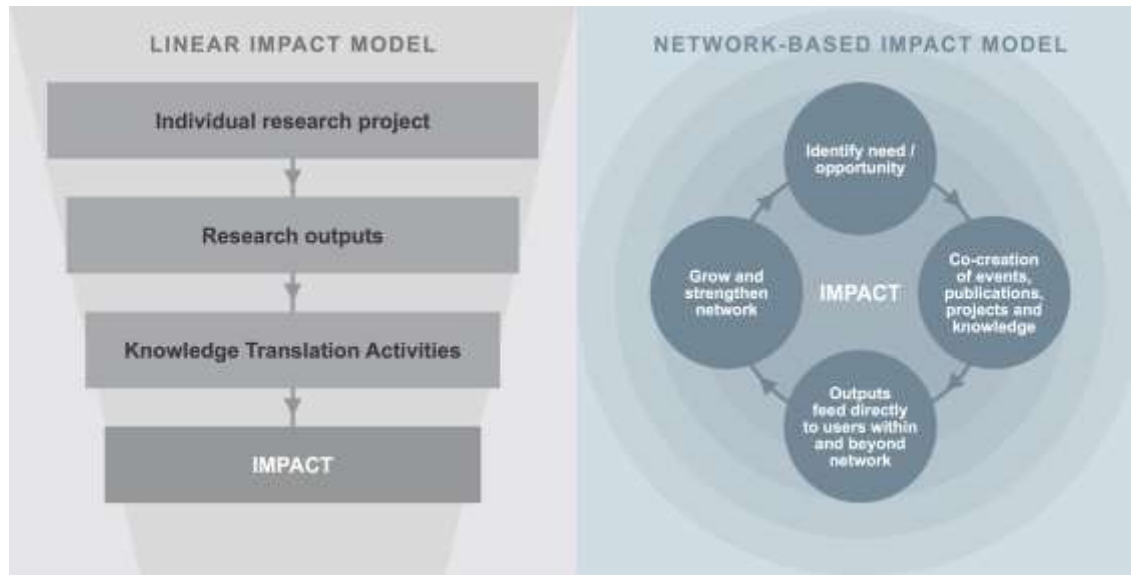 LINEAR IMPACT MODEL
Individual research project
Research outputs
Knowledge Translation Activities
IMPACT
NETWORK-BASED IMPACT MODEL
Identify need /
opportunity
Co-creation
of events,
publications,
projects and
knowledge
Outputs
feed directly
to users within
and beyond
network
Grow and
strengthen
network
IMPACT